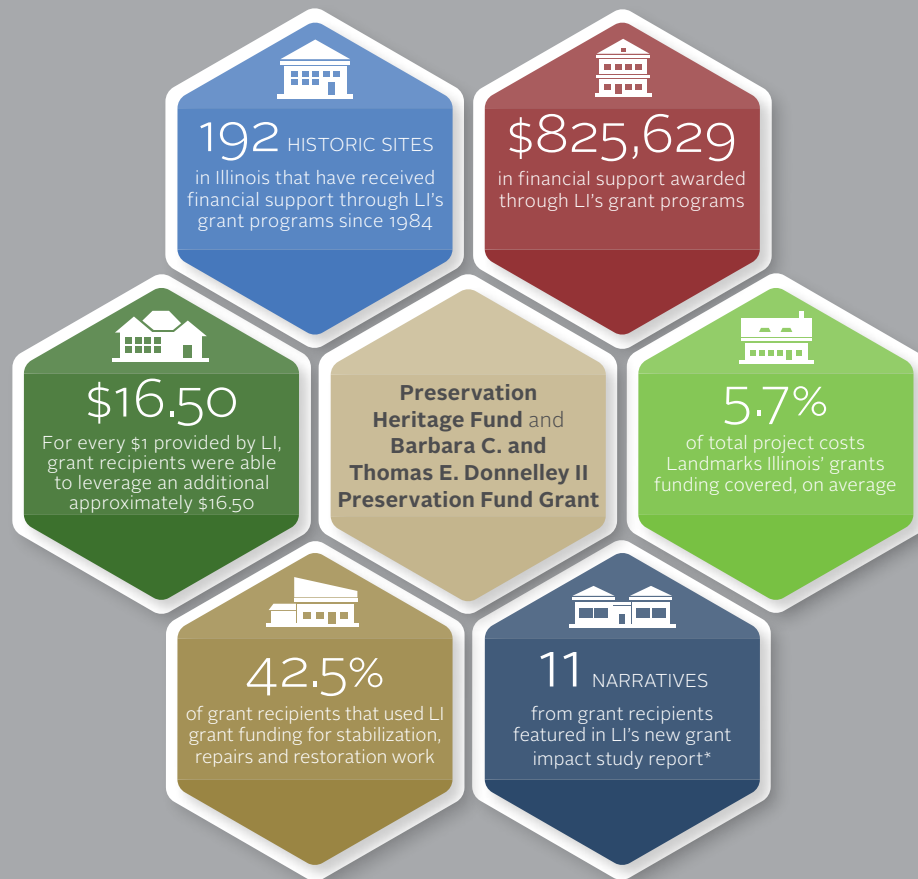 192 HISTORIC SITES
in Illinois that have received
financial support through LI's
grant programs since 1984
$825,629
in financial support awarded
through LI's grant programs
$16.50
For every $1 provided by LI,
grant recipients were able
to leverage an additional
approximately $16.50
Preservation
Heritage Fund and
Barbara C. and
Thomas E. Donnelley II
Preservation Fund Grant
5.7%
of total project costs
Landmarks Illinois' grants
funding covered, on average
42.5%
of grant recipients that used LI
grant funding for stabilization,
repairs and restoration work
11 NARRATIVES
from grant recipients
featured in LI's new grant
impact study report*